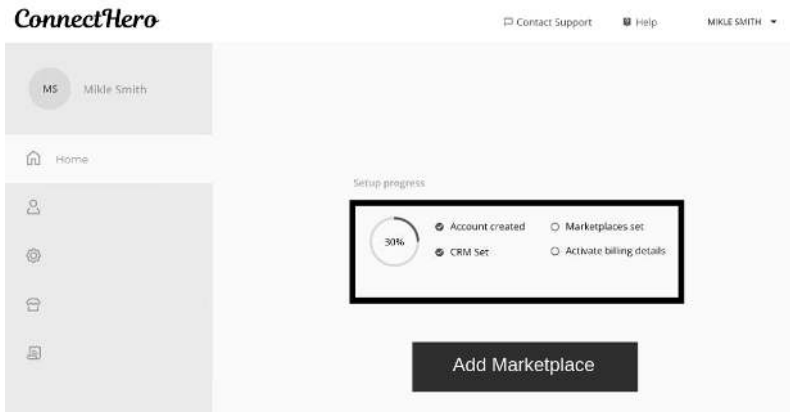 ConnectHero
Contact Support Help MIKLE SMITH
MS Mikle Smith
Home
Setup progress
30%
Account created Marketplaces set
CRM Set Activate billing details
Add Marketplace